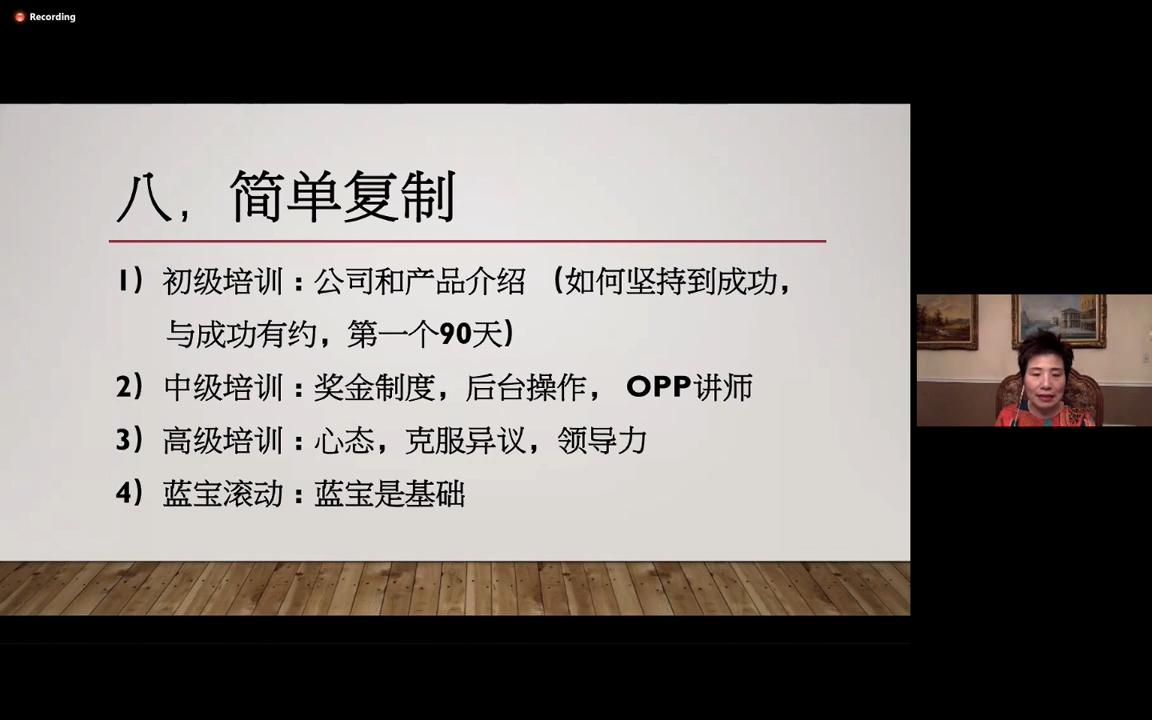 Recording
八，简单复制
1）初级培训：公司和产品介绍 （如何坚持到成功，
与成功有约，第一个90天）
2）中级培训：奖金制度，后台操作， OPP讲师
3）高级培训：心态，克服异议，领导力
4）蓝宝滚动：蓝宝是基础